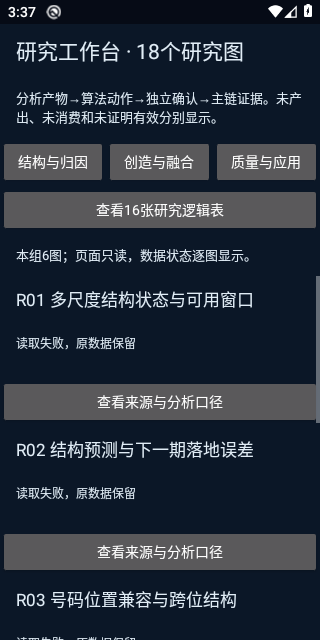 3:37
研究工作台 · 18个研究图
分析产物→算法动作→独立确认→主链证据。未产
出、未消费和未证明有效分别显示。
结构与归因 创造与融合 质量与应用
查看16张研究逻辑表
本组6图；页面只读，数据状态逐图显示。
R01 多尺度结构状态与可用窗口
读取失败，原数据保留
查看来源与分析口径
R02 结构预测与下一期落地误差
读取失败，原数据保留
查看来源与分析口径
R03 号码位置兼容与跨位结构